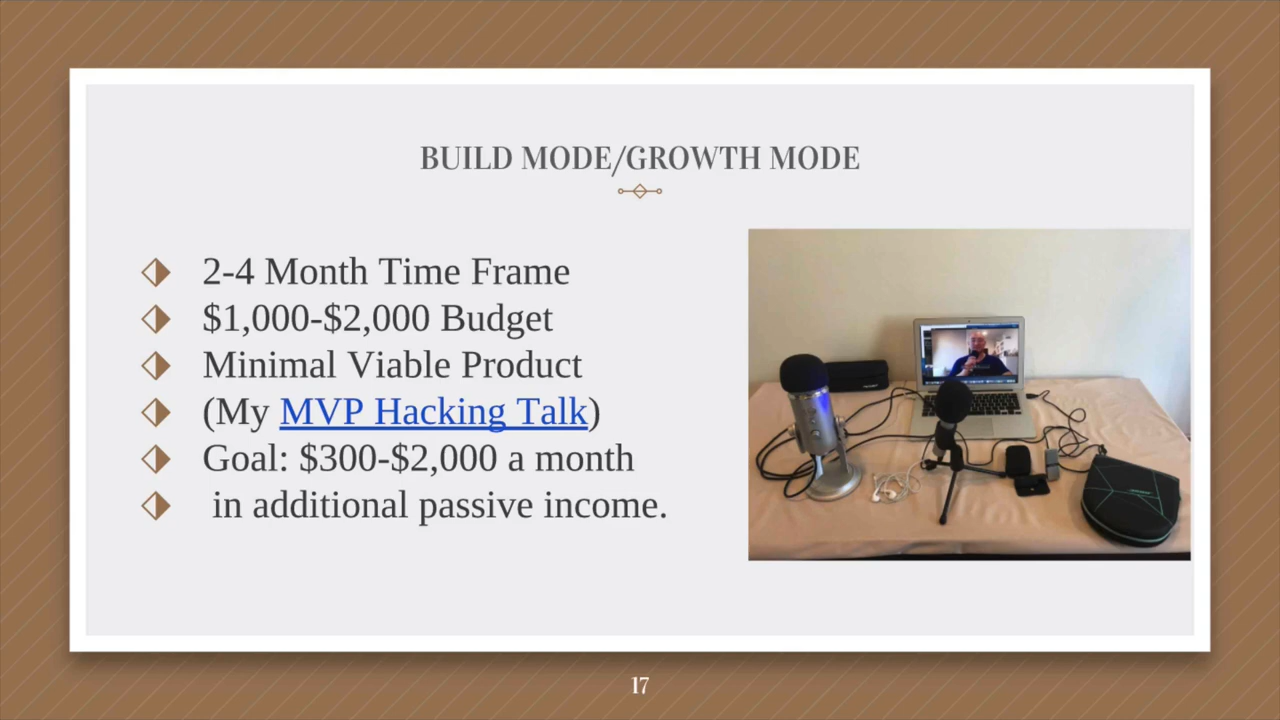 BUILD MODE/GROWTH MODE
2-4 Month Time Frame
$1,000-$2,000 Budget
Minimal Viable Product
(My MVP Hacking Talk)
Goal: $300-$2,000 a month
in additional passive income.
17